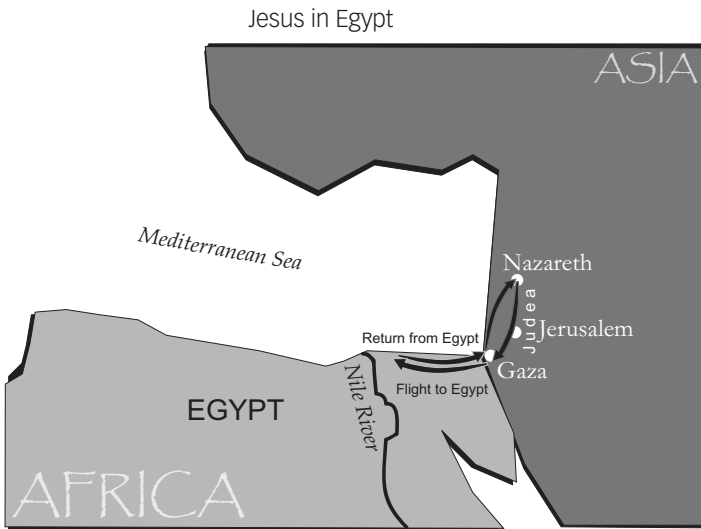 Jesus in Egypt
ASIA
Mediterranean Sea
Nazareth
Judea
Jerusalem
Return from Egypt
Gaza
Flight to Egypt
EGYPT
Nile River
AFRICA